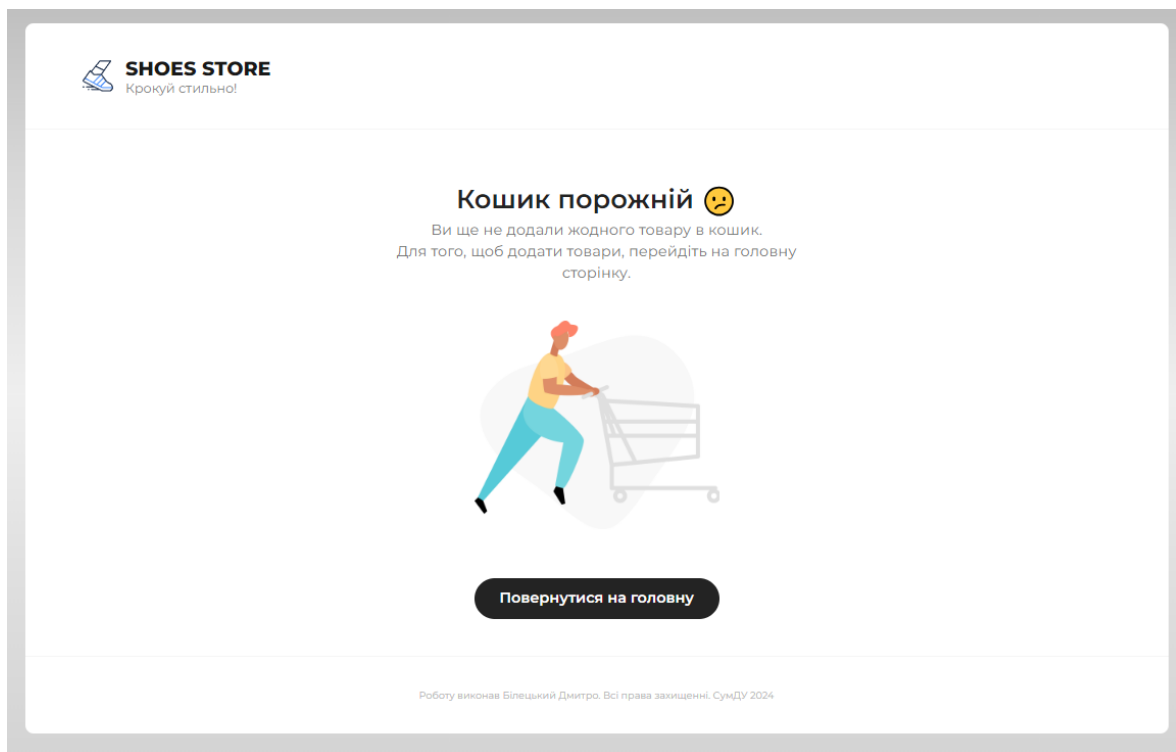 SHOES STORE
Крокуй стильно!
Кошик порожній 😕
Ви ще не додали жодного товару в кошик.
Для того, щоб додати товари, перейдіть на головну
сторінку.
Повернутися на головну
Роботу виконав Білецький Дмитро. Всі права захищенні. СумДУ 2024